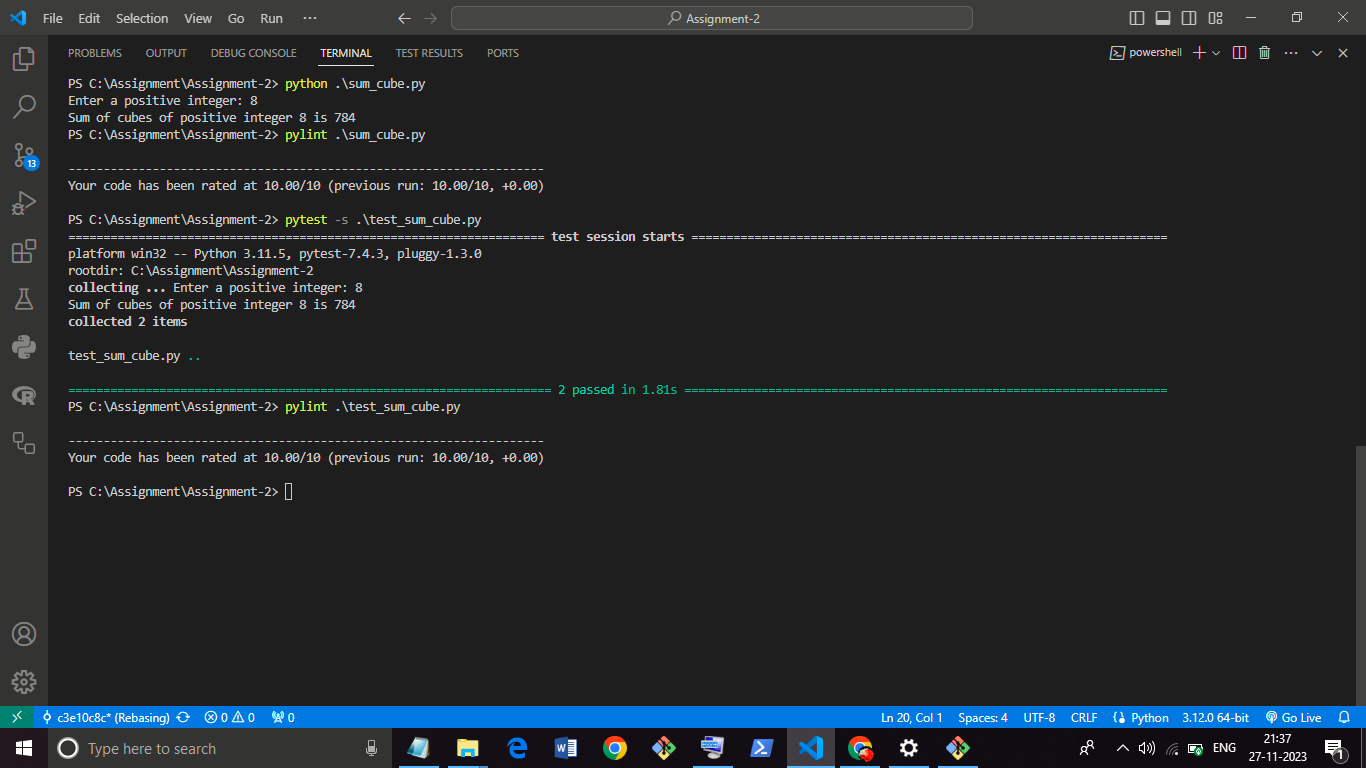 File Edit Selection View Go Run ··· Assignment-2
PROBLEMS OUTPUT DEBUG CONSOLE TERMINAL TEST RESULTS PORTS powershell
PS C:\Assignment\Assignment-2> python .\sum_cube.py
Enter a positive integer: 8
Sum of cubes of positive integer 8 is 784
PS C:\Assignment\Assignment-2> pylint .\sum_cube.py
--------------------------------------------------------------------
Your code has been rated at 10.00/10 (previous run: 10.00/10, +0.00)
PS C:\Assignment\Assignment-2> pytest -s .\test_sum_cube.py
==================================================================== test session starts ====================================================================
platform win32 -- Python 3.11.5, pytest-7.4.3, pluggy-1.3.0
rootdir: C:\Assignment\Assignment-2
collecting ... Enter a positive integer: 8
Sum of cubes of positive integer 8 is 784
collected 2 items
test_sum_cube.py ..
===================================================================== 2 passed in 1.81s =====================================================================
PS C:\Assignment\Assignment-2> pylint .\test_sum_cube.py
--------------------------------------------------------------------
Your code has been rated at 10.00/10 (previous run: 10.00/10, +0.00)
PS C:\Assignment\Assignment-2>
13
c3e10c8c* (Rebasing) 0 0 0 Ln 20, Col 1 Spaces: 4 UTF-8 CRLF Python 3.12.0 64-bit Go Live
Type here to search ENG 21:37
27-11-2023 1